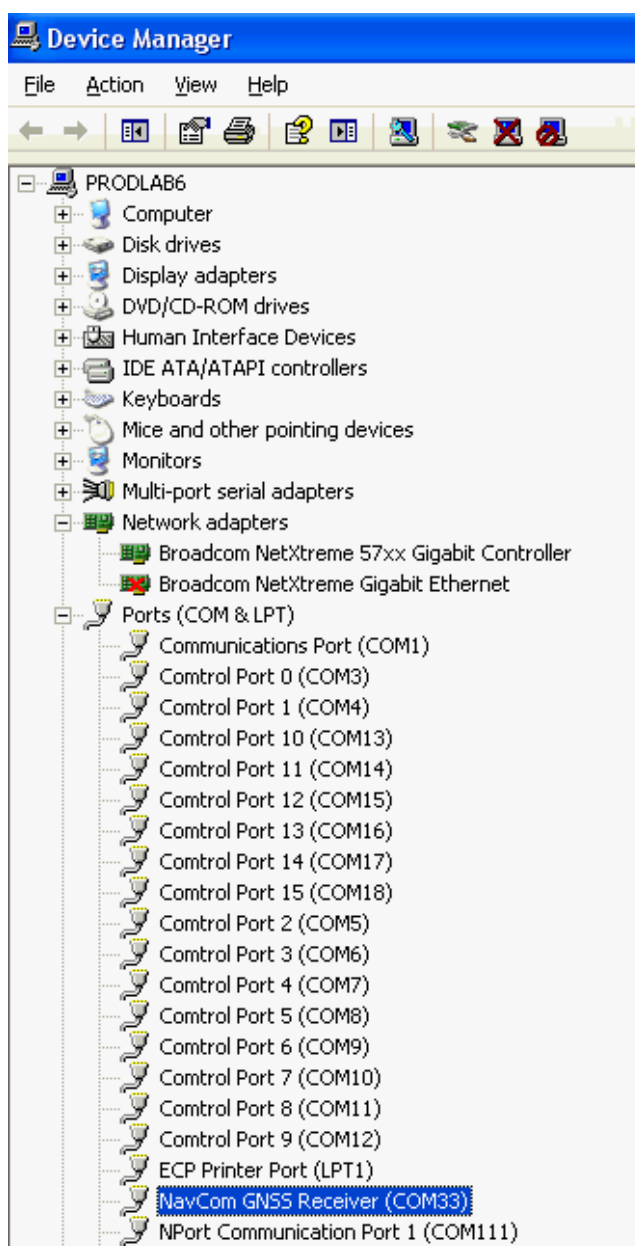 Device Manager
File Action View Help
PRODLAB6
Computer
Disk drives
Display adapters
DVD/CD-ROM drives
Human Interface Devices
IDE ATA/ATAPI controllers
Keyboards
Mice and other pointing devices
Monitors
Multi-port serial adapters
Network adapters
Broadcom NetXtreme 57xx Gigabit Controller
Broadcom NetXtreme Gigabit Ethernet
Ports (COM & LPT)
Communications Port (COM1)
Comtrol Port 0 (COM3)
Comtrol Port 1 (COM4)
Comtrol Port 10 (COM13)
Comtrol Port 11 (COM14)
Comtrol Port 12 (COM15)
Comtrol Port 13 (COM16)
Comtrol Port 14 (COM17)
Comtrol Port 15 (COM18)
Comtrol Port 2 (COM5)
Comtrol Port 3 (COM6)
Comtrol Port 4 (COM7)
Comtrol Port 5 (COM8)
Comtrol Port 6 (COM9)
Comtrol Port 7 (COM10)
Comtrol Port 8 (COM11)
Comtrol Port 9 (COM12)
ECP Printer Port (LPT1)
NavCom GNSS Receiver (COM33)
NPort Communication Port 1 (COM111)